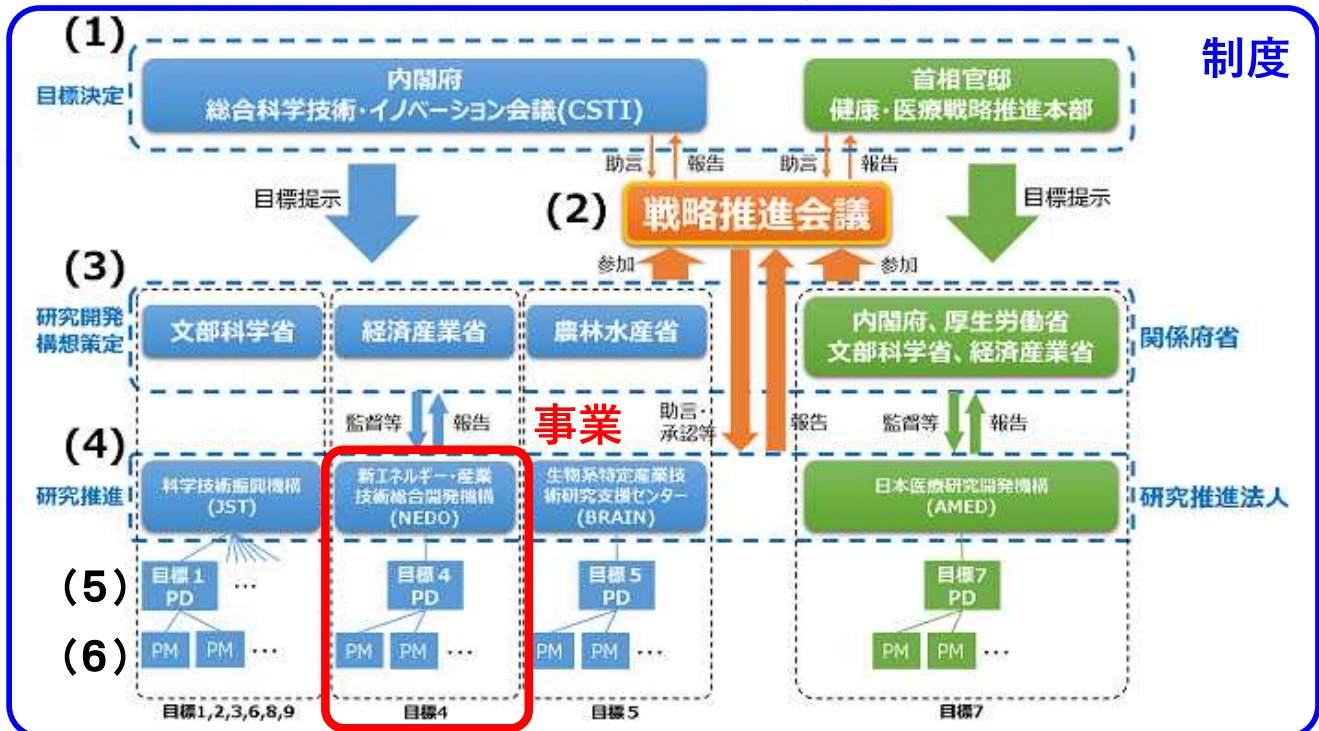 (1)
制度
目標決定
内閣府
総合科学技術・イノベーション会議(CSTI)
首相官邸
健康・医療戦略推進本部
助言
報告
助言
報告
目標提示
(2)
戦略推進会議
目標提示
(3)
参加
参加
研究開発
構想策定
文部科学省
経済産業省
農林水産省
内閣府、厚生労働省
文部科学省、経済産業省
関係府省
監督等
報告
事業
助言・
承認等
報告
監督等
報告
(4)
研究推進
科学技術振興機構
(JST)
新エネルギー・産業
技術総合開発機構
(NEDO)
生物系特定産業技
術研究支援センター
(BRAIN)
日本医療研究開発機構
(AMED)
研究推進法人
(5)
目標1
PD
…
目標4
PD
目標5
PD
目標7
PD
(6)
PM
PM
…
PM
PM
…
PM
PM
…
PM
PM
…
目標1,2,3,6,8,9
目標4
目標5
目標7